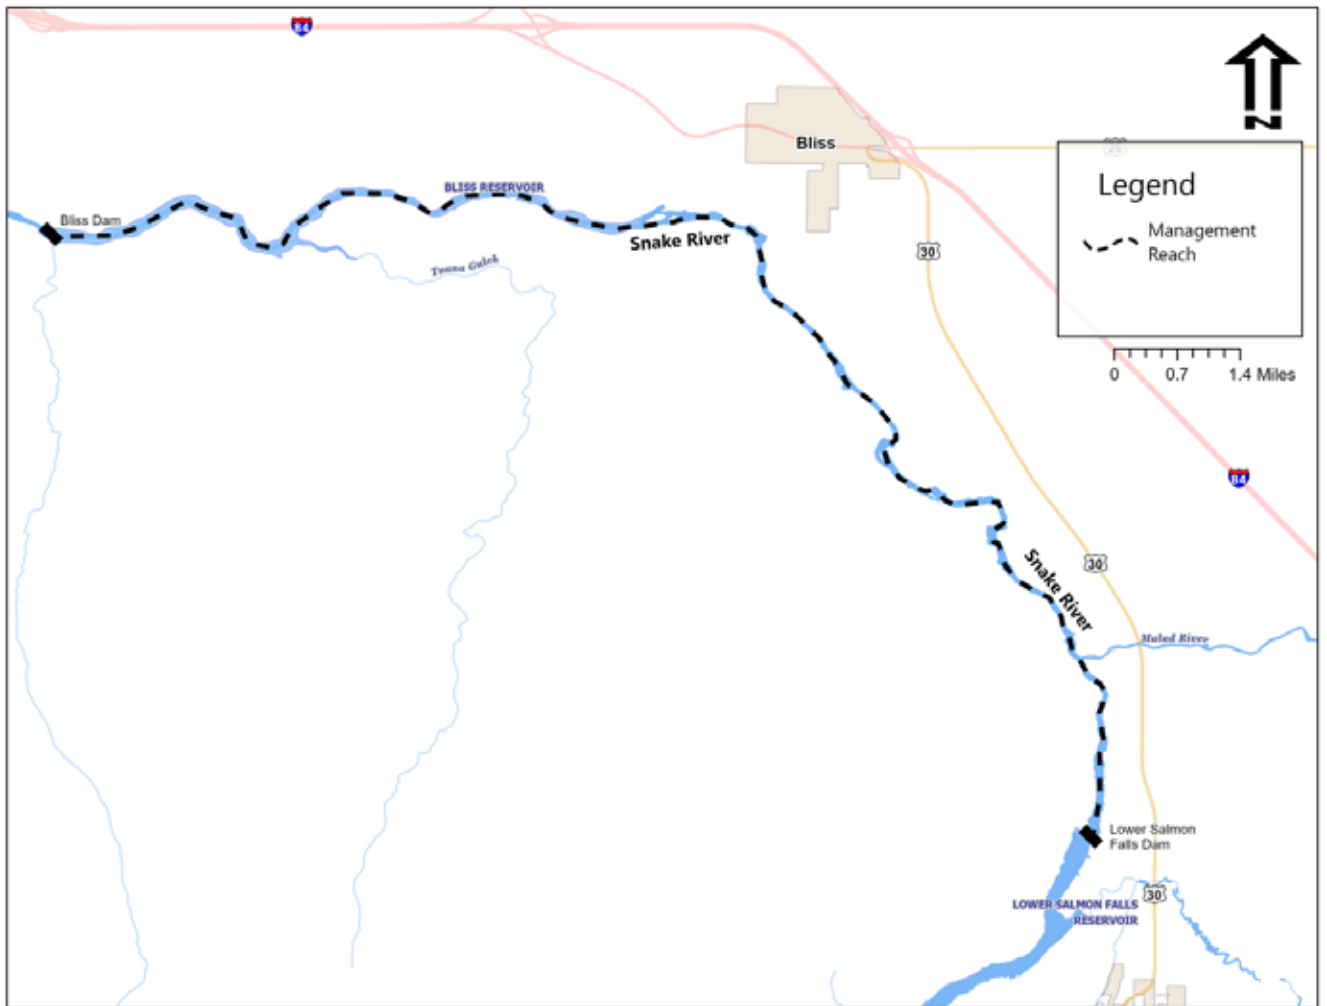 84
N
Bliss
26
BLISS RESERVOIR
Legend
Bliss Dam
Management
Reach
Snake River
30
Tuana Gulch
0 0.7 1.4 Miles
84
Snake River
30
Malad River
Lower Salmon
Falls Dam
30
LOWER SALMON FALLS
RESERVOIR